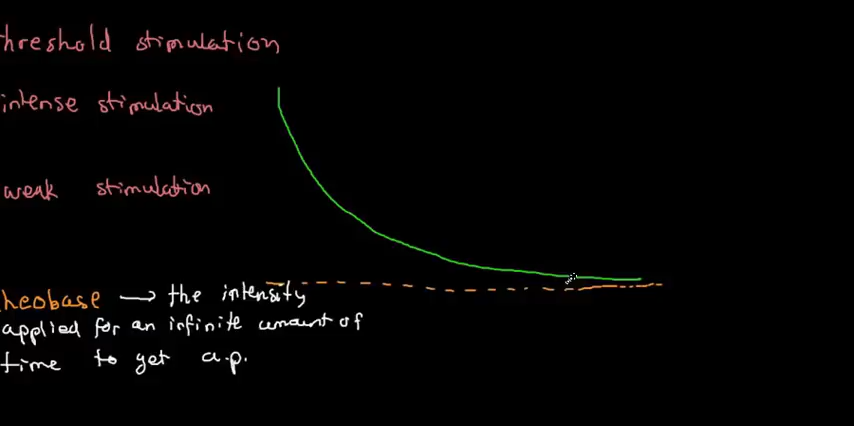 hreshold stimulation
intense stimulation
weak stimulation
heobase → the intensity
applied for an infinite amount of
time to get a.p.